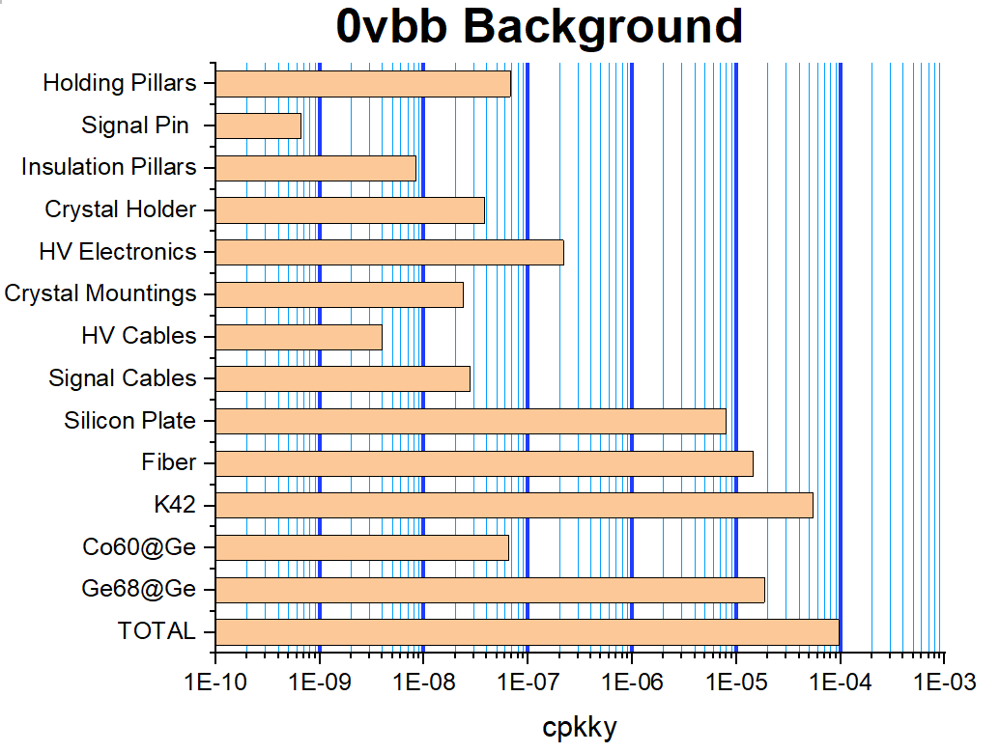 0vbb Background
Holding Pillars
Signal Pin
Insulation Pillars
Crystal Holder
HV Electronics
Crystal Mountings
HV Cables
Signal Cables
Silicon Plate
Fiber
K42
Co60@Ge
Ge68@Ge
TOTAL
1E-10 1E-09 1E-08 1E-07 1E-06 1E-05 1E-04 1E-03
cpkky